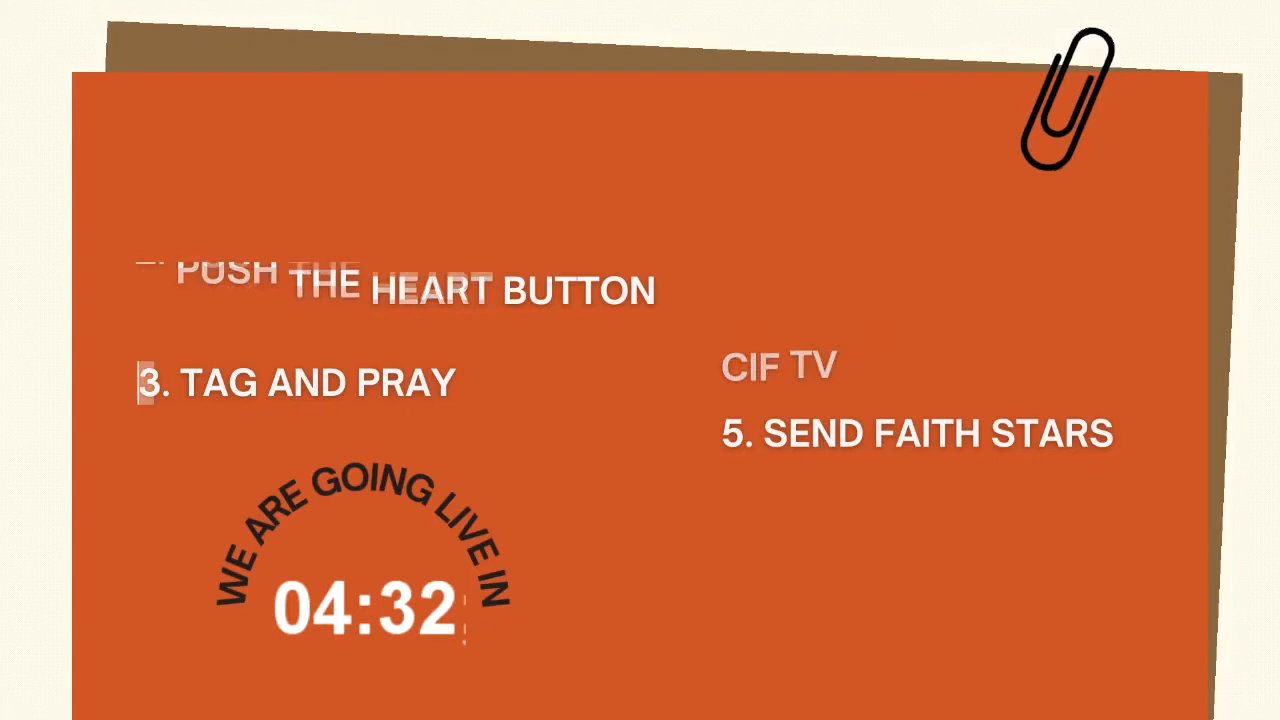 PUSH THE HEART BUTTON
3. TAG AND PRAY
CIF TV
5. SEND FAITH STARS
WE ARE GOING LIVE IN
04:32